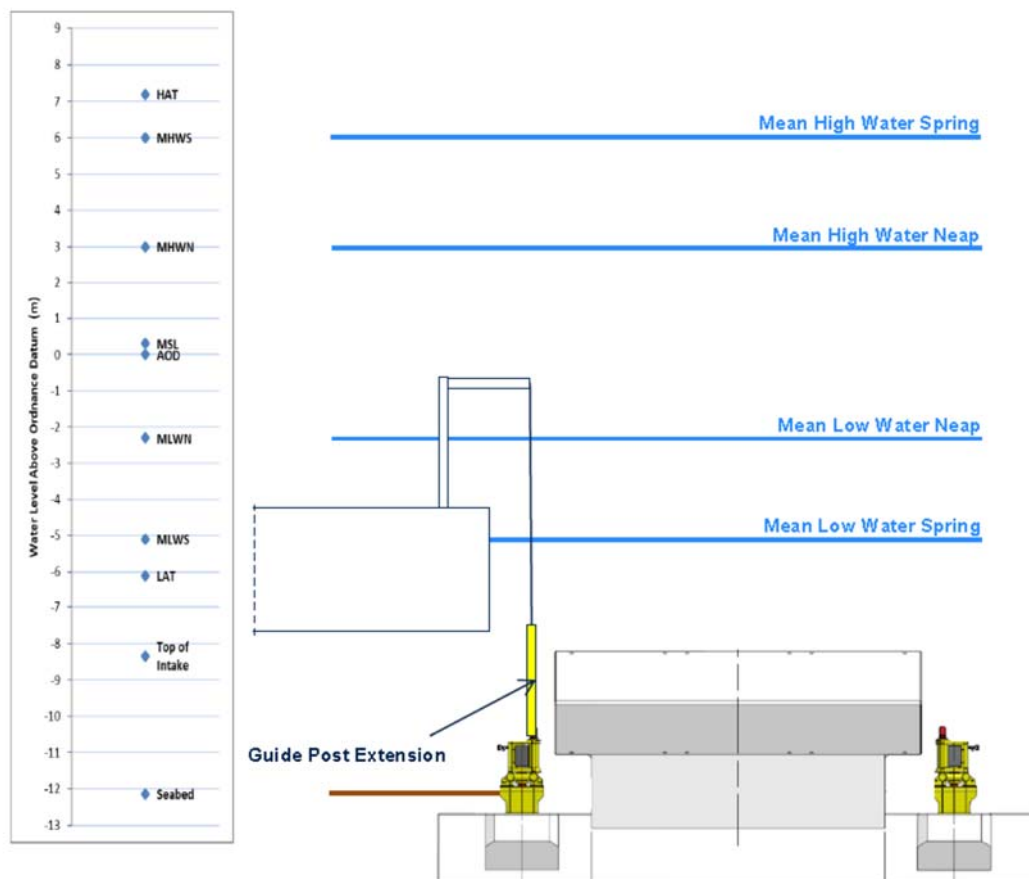 Water Level Above Ordnance Datum (m)
9
8
7
6
5
4
3
2
1
0
-1
-2
-3
-4
-5
-6
-7
-8
-9
-10
-11
-12
-13
HAT
MHWS
MHWN
MSL
AOD
MLWN
MLWS
LAT
Top of
Intake
Seabed
Mean High Water Spring
Mean High Water Neap
Mean Low Water Neap
Mean Low Water Spring
Guide Post Extension